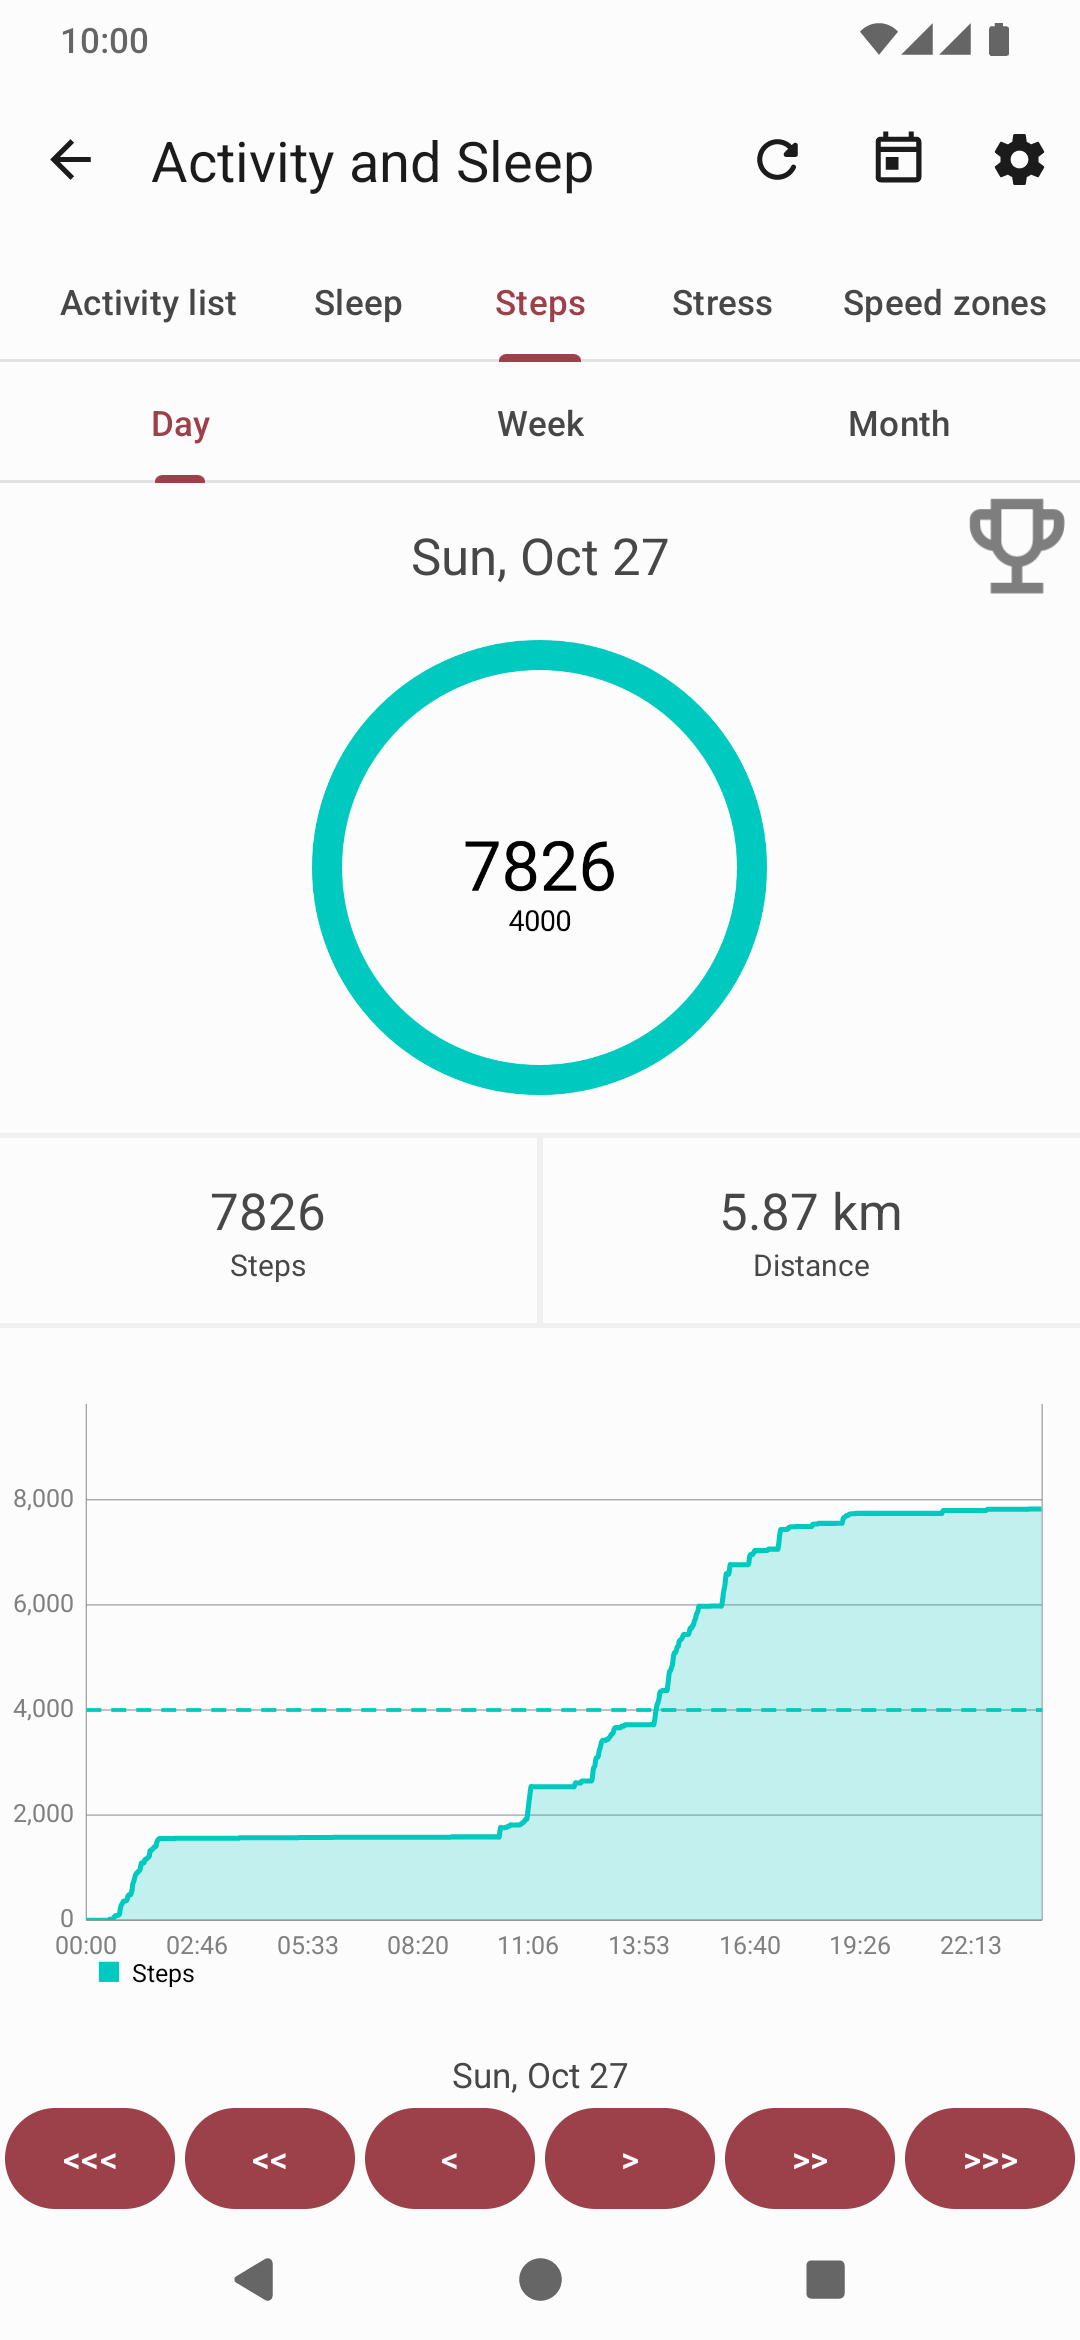 10:00
Activity and Sleep
Activity list Sleep Steps Stress Speed zones
Day Week Month
Sun, Oct 27
7826
4000
7826 5.87 km
Steps Distance
8,000
6,000
4,000
2,000
0
00:00 02:46 05:33 08:20 11:06 13:53 16:40 19:26 22:13
Steps
Sun, Oct 27
<<< << < > >> >>>